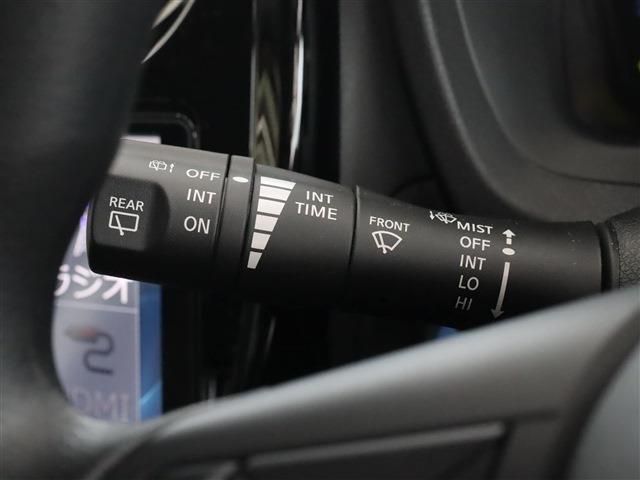 REAR
OFF
INT
ON
INT
TIME
FRONT
MIST
OFF
INT
LO
HI
ラジオ